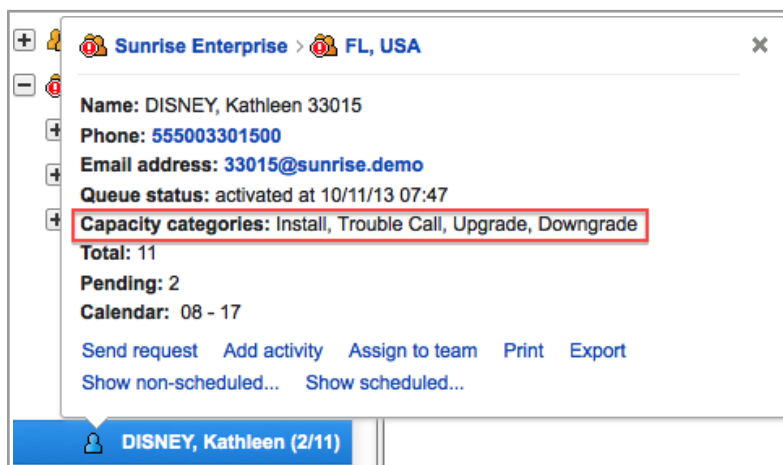 Sunrise Enterprise > FL, USA
Name: DISNEY, Kathleen 33015
Phone: 555003301500
Email address: 33015@sunrise.demo
Queue status: activated at 10/11/13 07:47
Capacity categories: Install, Trouble Call, Upgrade, Downgrade
Total: 11
Pending: 2
Calendar: 08 - 17
Send request Add activity Assign to team Print Export
Show non-scheduled... Show scheduled...
DISNEY, Kathleen (2/11)